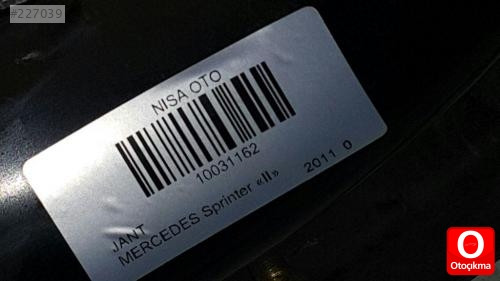 #227039
NISA OTO
10031162
JANT
MERCEDES Sprinter «II» 2011 0
O
Otoçıkma